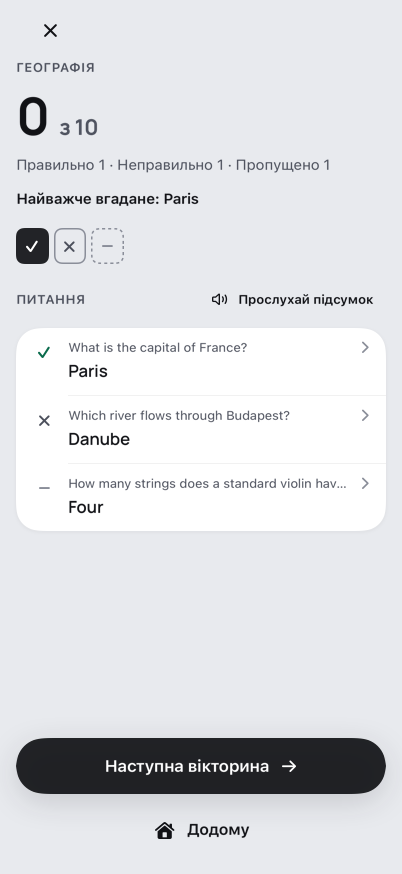 ГЕОГРАФІЯ
0 з 10
Правильно 1 · Неправильно 1 · Пропущено 1
Найважче вгадане: Paris
ПИТАННЯ
Прослухай підсумок
What is the capital of France?
Paris
Which river flows through Budapest?
Danube
How many strings does a standard violin hav...
Four
Наступна вікторина
Додому